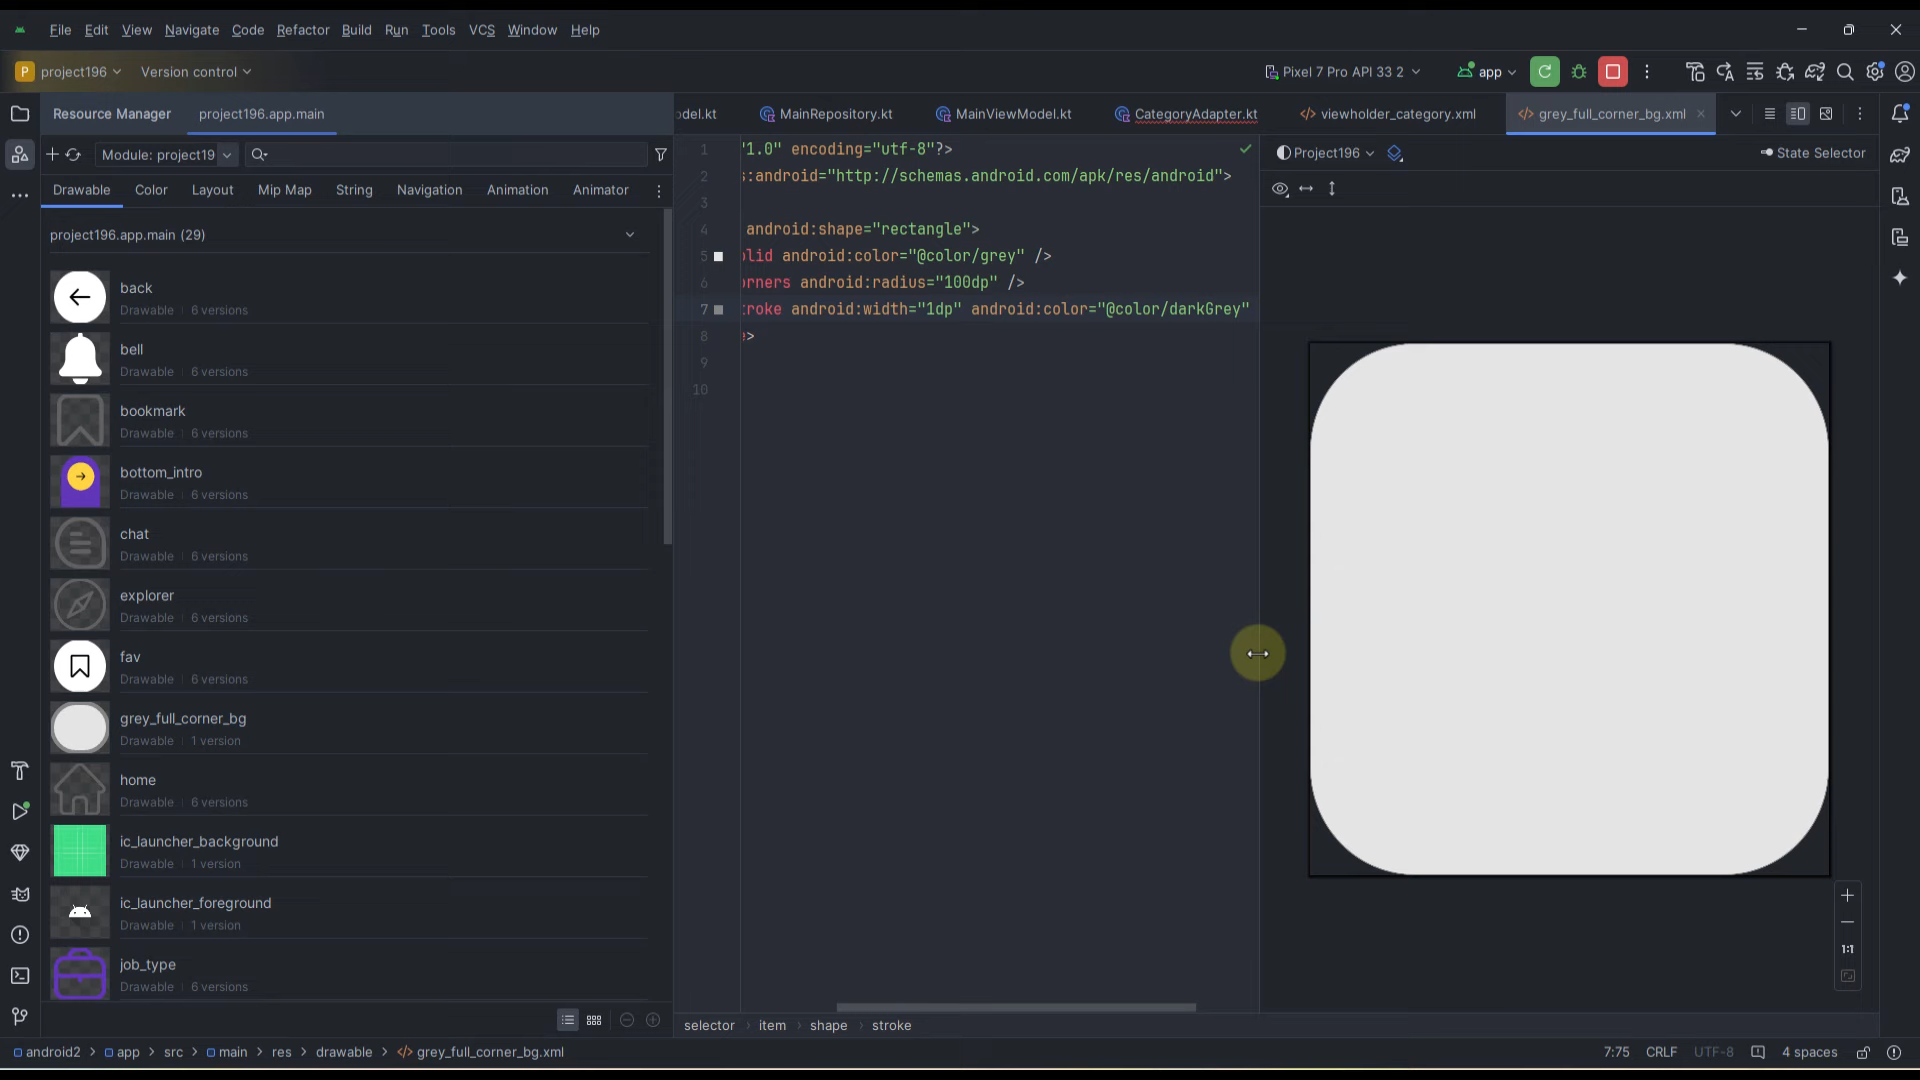 File Edit View Navigate Code Refactor Build Run Tools VCS Window Help
P project196 Version control Pixel 7 Pro API 33 2 app
Resource Manager project196.app.main
odel.kt MainRepository.kt MainViewModel.kt CategoryAdapter.kt viewholder_category.xml grey_full_corner_bg.xml
Module: project19
Drawable Color Layout Mip Map String Navigation Animation Animator
project196.app.main (29)
back
Drawable 6 versions
bell
Drawable 6 versions
bookmark
Drawable 6 versions
bottom_intro
Drawable 6 versions
chat
Drawable 6 versions
explorer
Drawable 6 versions
fav
Drawable 6 versions
grey_full_corner_bg
Drawable 1 version
home
Drawable 6 versions
ic_launcher_background
Drawable 1 version
ic_launcher_foreground
Drawable 1 version
job_type
Drawable 6 versions
1 "1.0" encoding="utf-8"?>
2 s:android="http://schemas.android.com/apk/res/android">
3
4 android:shape="rectangle">
5 olid android:color="@color/grey" />
6 orners android:radius="100dp" />
7 troke android:width="1dp" android:color="@color/darkGrey"
8 e>
9
10
Project196 State Selector
1:1
selector › item › shape › stroke
android2 > app > src > main > res > drawable > grey_full_corner_bg.xml 7:75 CRLF UTF-8 4 spaces